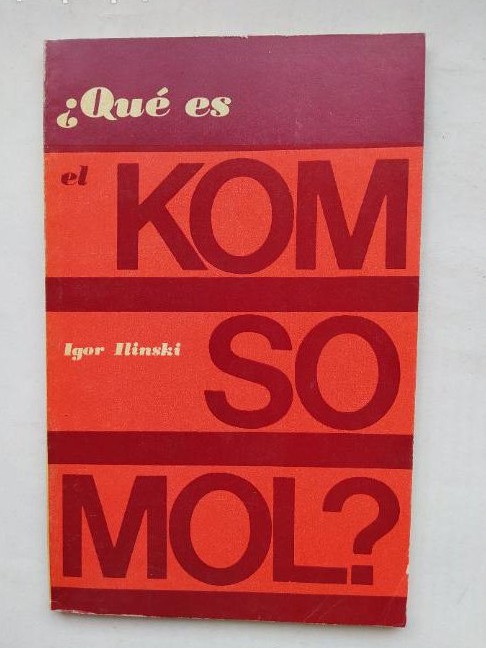 ¿Qué es
el KOM
Igor Ilinski SO
MOL?